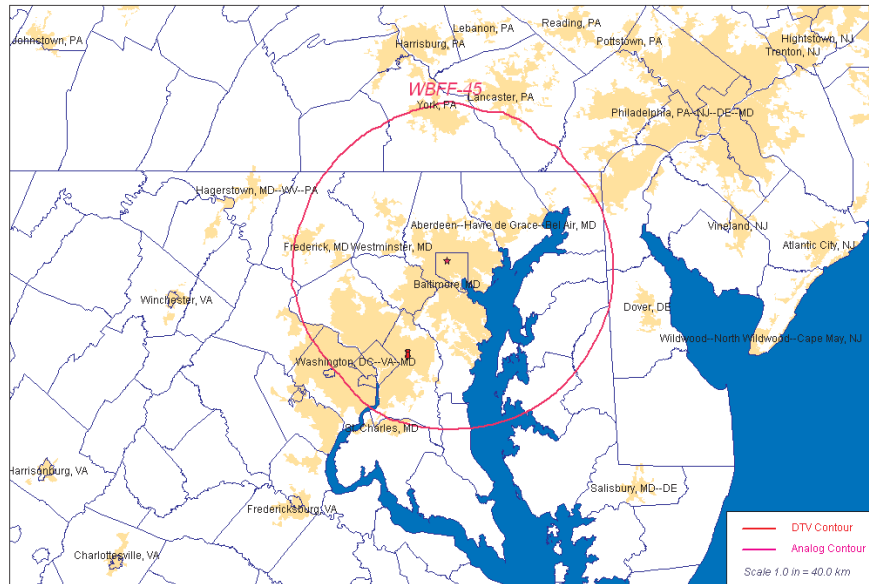 Reading, PA
Lebanon, PA
Hightstown, NJ
Johnstown, PA
Harrisburg, PA
Pottstown, PA
Trenton, NJ
WBFF-45
Lancaster, PA
York, PA
Philadelphia, PA--NJ--DE--MD
Hagerstown, MD--WV--PA
Aberdeen--Havre de Grace--Bel Air, MD
Vineland, NJ
Frederick, MD
Westminster, MD
Atlantic City, NJ
Baltimore, MD
Winchester, VA
Dover, DE
Wildwood--North Wildwood--Cape May, NJ
Washington, DC--VA--MD
St. Charles, MD
Harrisonburg, VA
Salisbury, MD--DE
Fredericksburg, VA
DTV Contour
Analog Contour
Charlottesville, VA
Scale 1.0 in = 40.0 km